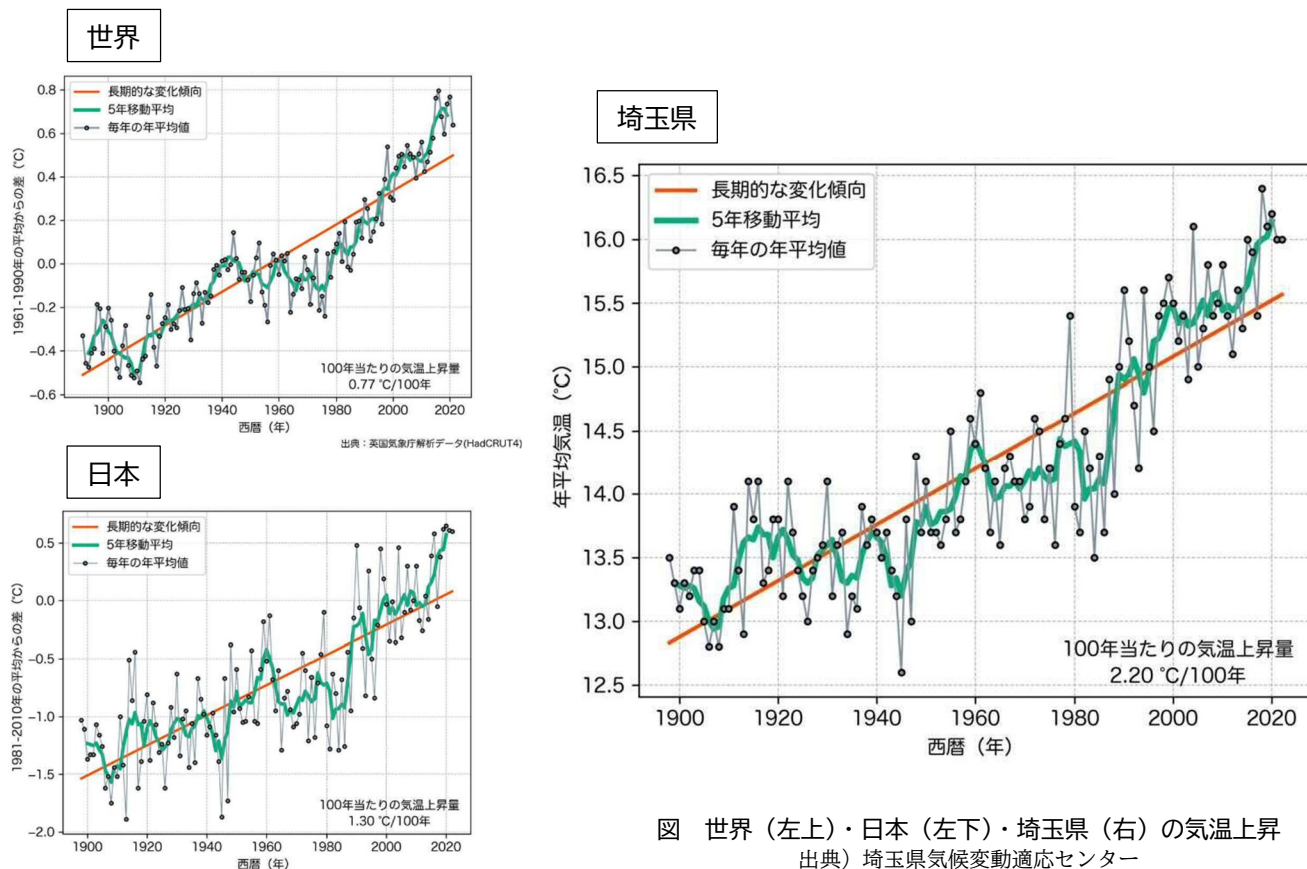 世界
長期的な変化傾向
5年移動平均
毎年の年平均値
0.8
0.6
0.4
0.2
0.0
−0.2
−0.4
−0.6
1961-1990年の平均からの差（℃）
100年当たりの気温上昇量
0.77 ℃/100年
1900 1920 1940 1960 1980 2000 2020
西暦（年）
出典：英国気象庁解析データ(HadCRUT4)
日本
長期的な変化傾向
5年移動平均
毎年の年平均値
0.5
0.0
−0.5
−1.0
−1.5
−2.0
1981-2010年の平均からの差（℃）
100年当たりの気温上昇量
1.30 ℃/100年
1900 1920 1940 1960 1980 2000 2020
西暦（年）
埼玉県
長期的な変化傾向
5年移動平均
毎年の年平均値
16.5
16.0
15.5
15.0
14.5
14.0
13.5
13.0
12.5
年平均気温（℃）
100年当たりの気温上昇量
2.20 ℃/100年
1900 1920 1940 1960 1980 2000 2020
西暦（年）
図　世界（左上）・日本（左下）・埼玉県（右）の気温上昇
出典）埼玉県気候変動適応センター